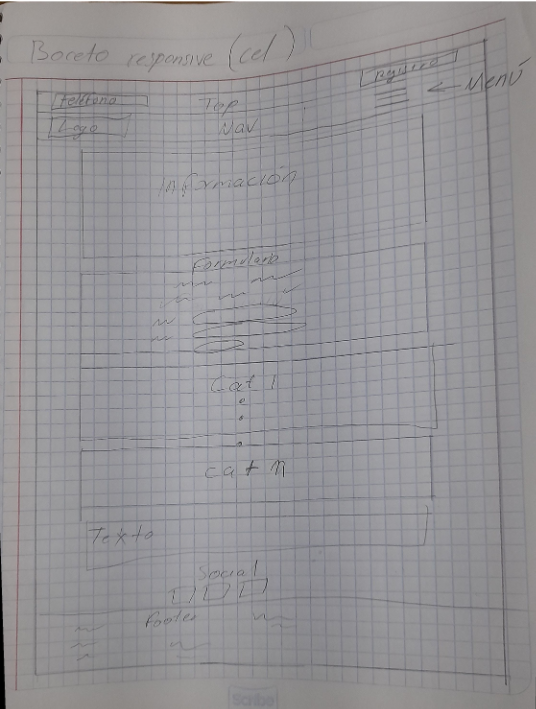 Boceto responsive (cel)
Teléfono Top registro
← Menú
Logo Nav
Información
Formulario
Cat 1
cat n
Texto
Social
footer
Scribe